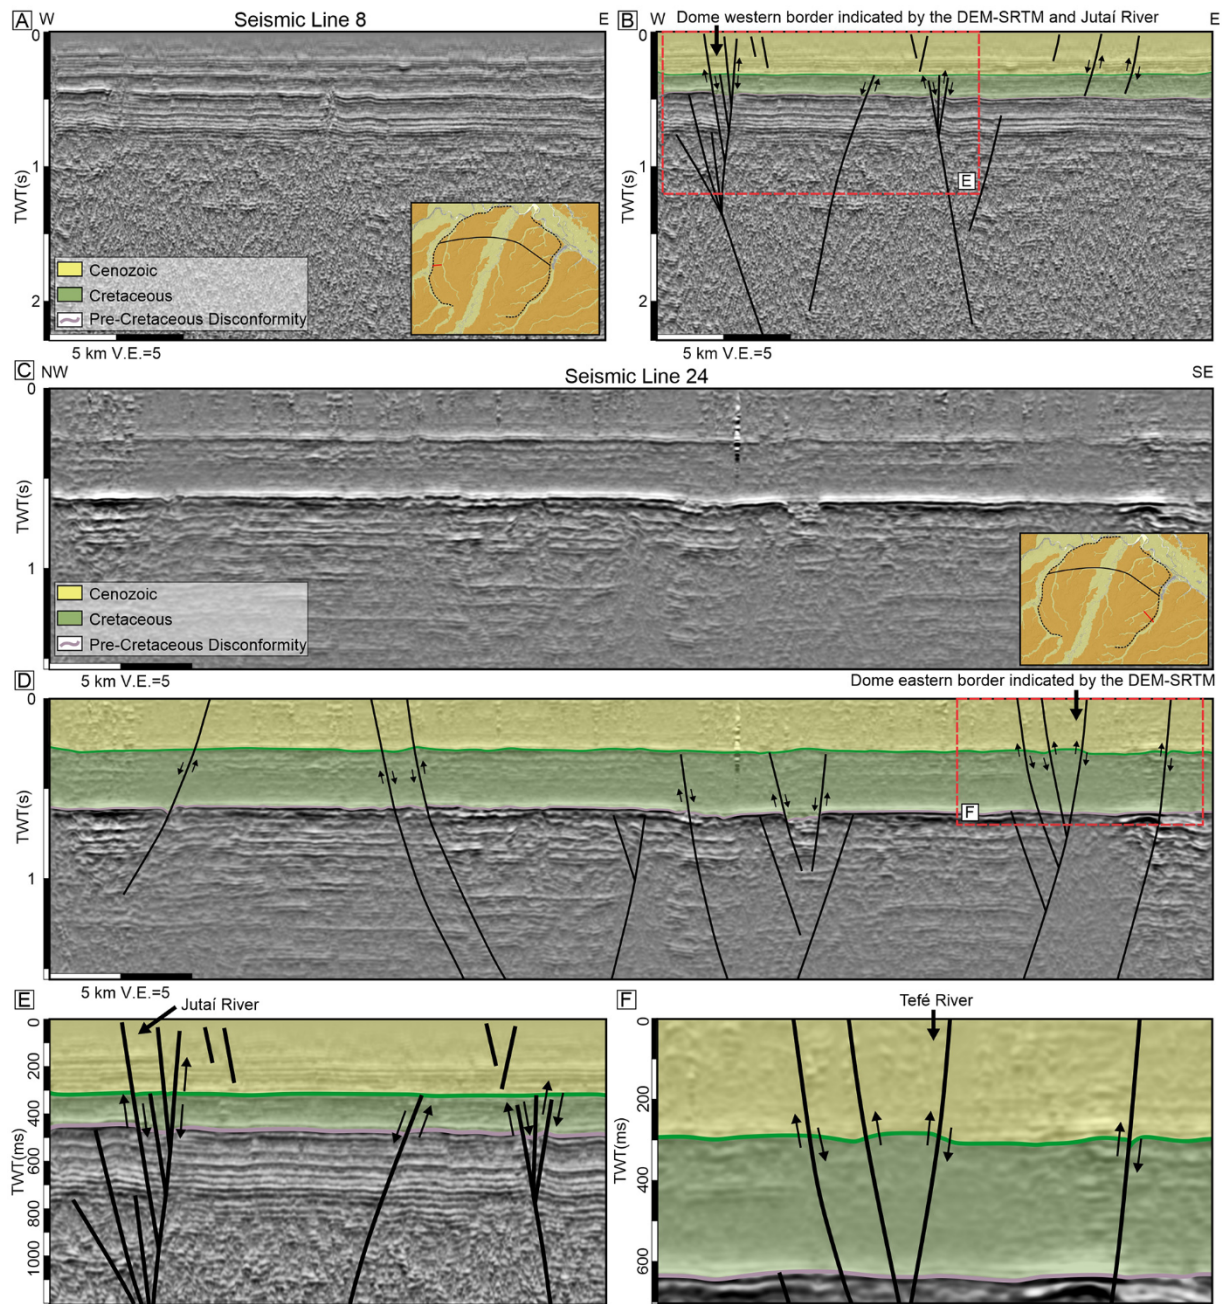 A W Seismic Line 8 E
B W Dome western border indicated by the DEM-SRTM and Jutaí River E
0
1
2
TWT(s)
Cenozoic
Cretaceous
Pre-Cretaceous Disconformity
5 km V.E.=5
0
1
2
TWT(s)
E
5 km V.E.=5
C NW Seismic Line 24 SE
0
1
TWT(s)
Cenozoic
Cretaceous
Pre-Cretaceous Disconformity
5 km V.E.=5
D Dome eastern border indicated by the DEM-SRTM
0
1
TWT(s)
F
5 km V.E.=5
E Jutaí River
0
200
400
600
800
1000
TWT(ms)
F Tefé River
0
200
400
600
TWT(ms)